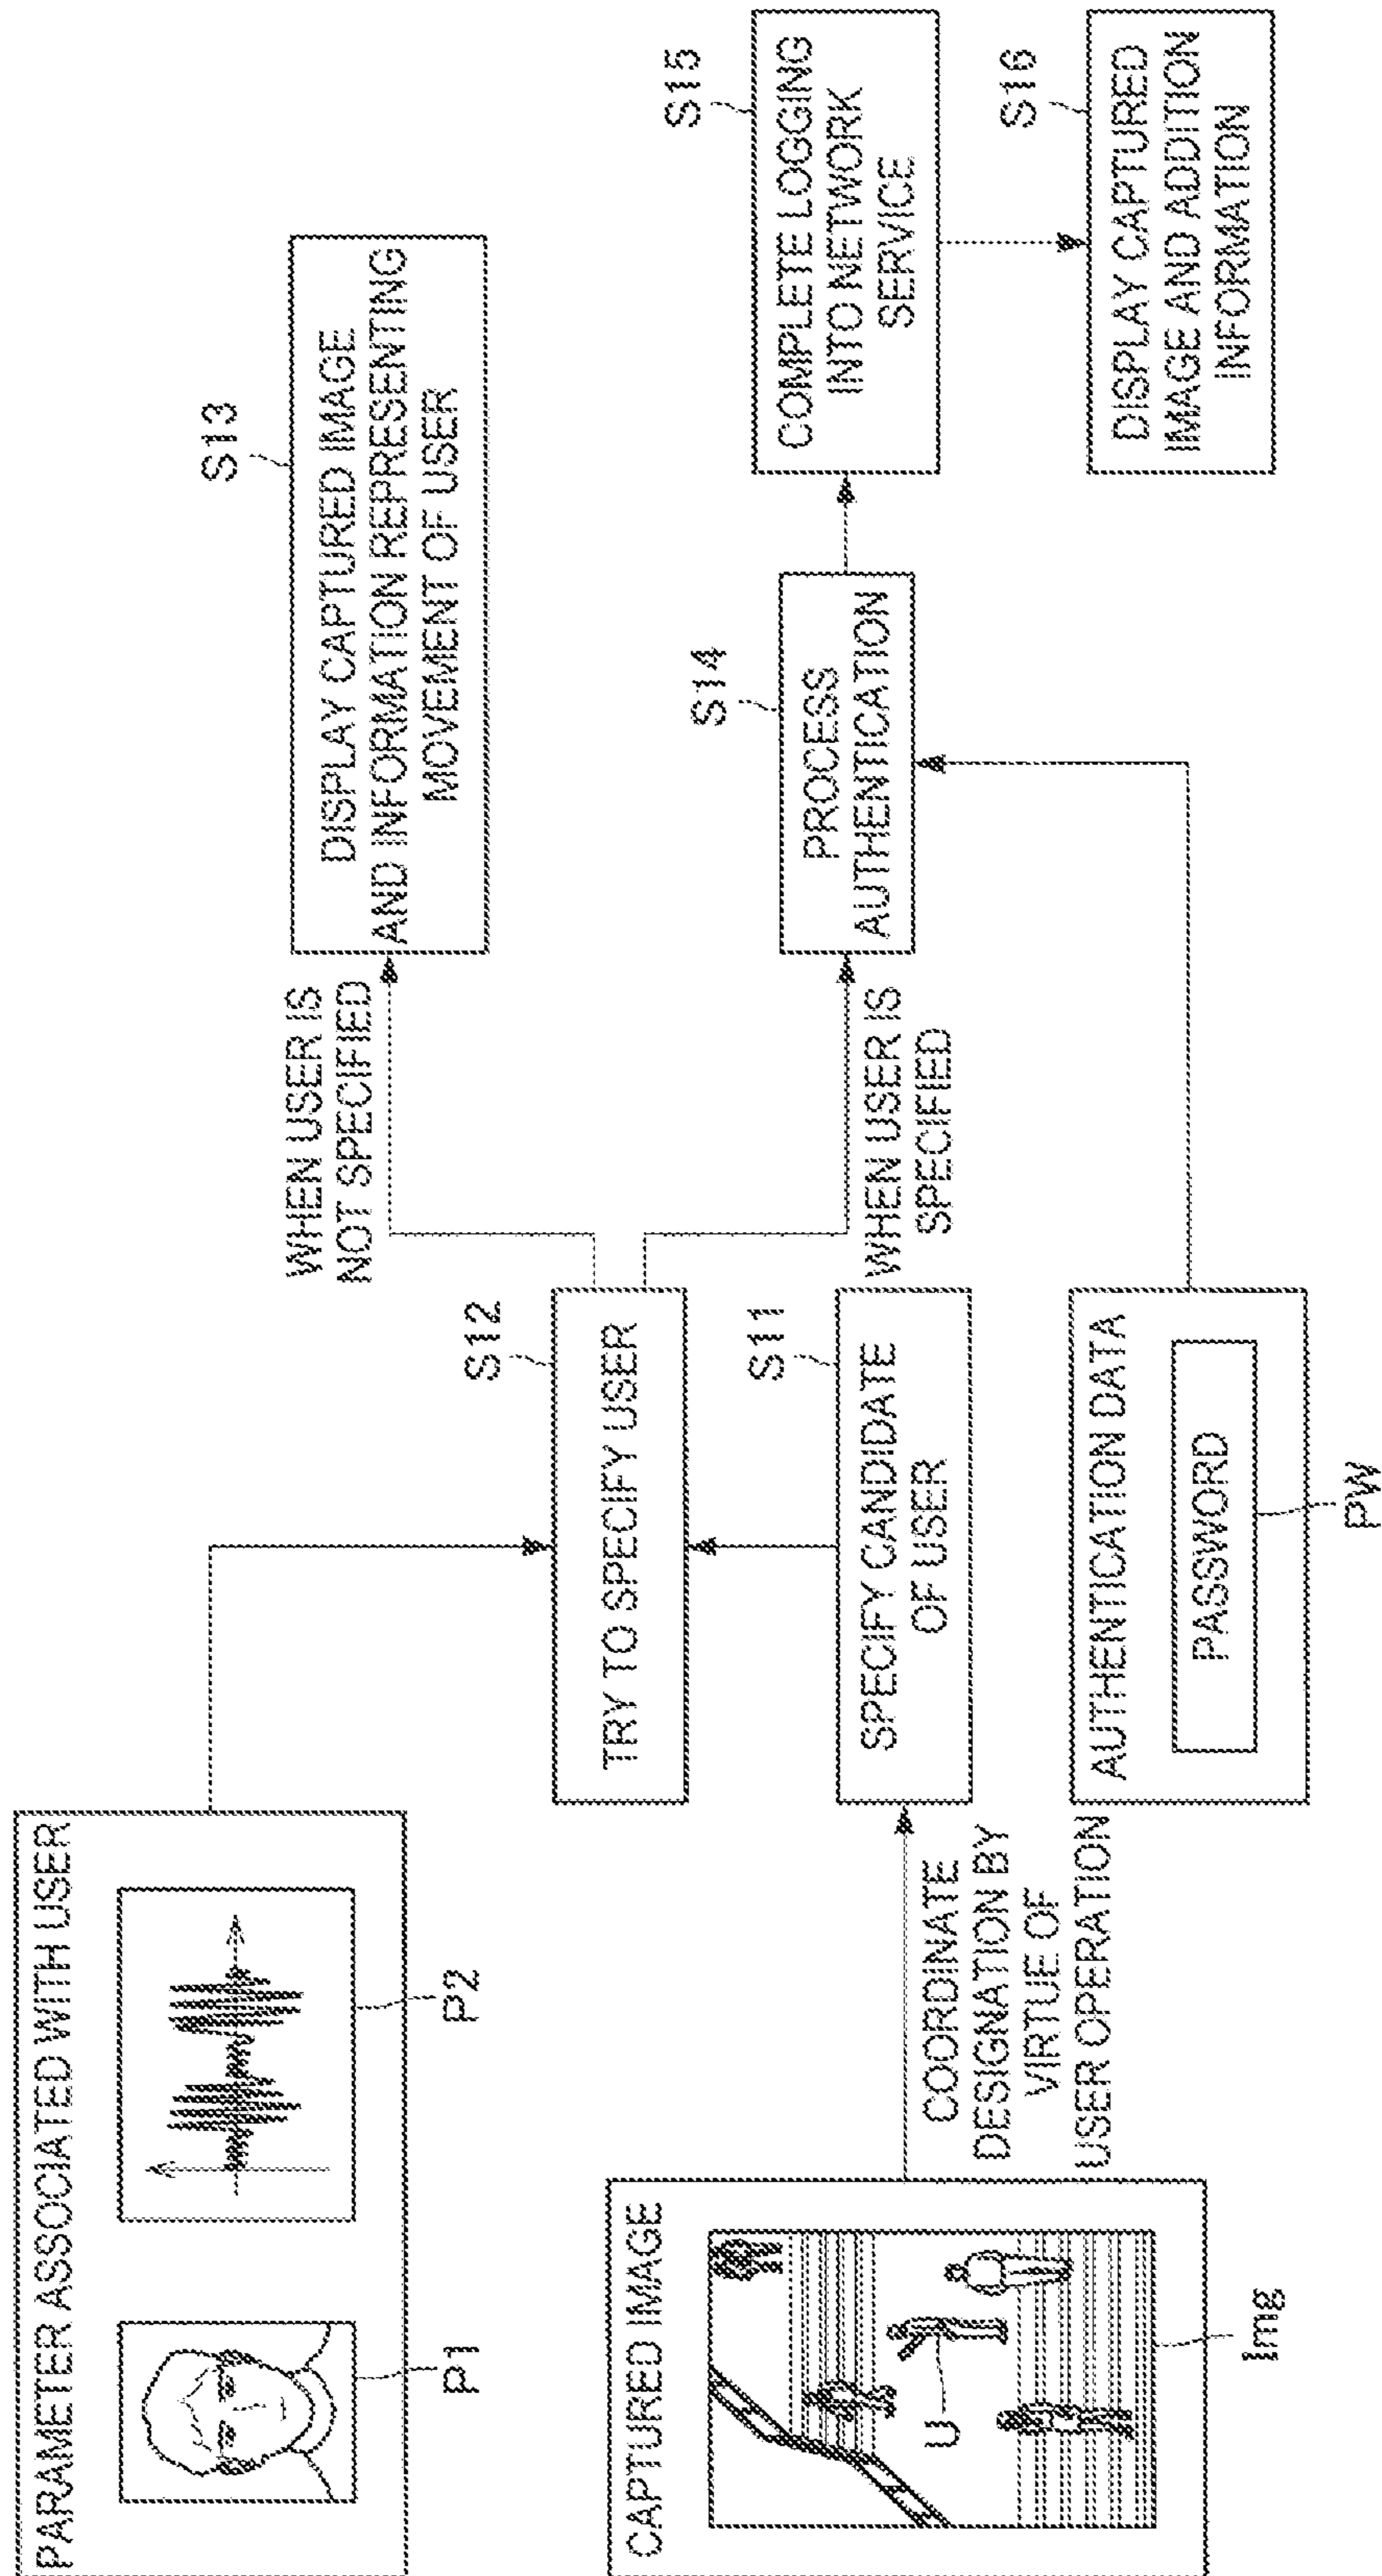 PARAMETER ASSOCIATED WITH USER
P1
P2
CAPTURED IMAGE
U
Img
COORDINATE
DESIGNATION BY
VIRTUE OF
USER OPERATION
S12
TRY TO SPECIFY USER
S11
SPECIFY CANDIDATE
OF USER
AUTHENTICATION DATA
PASSWORD
PW
WHEN USER IS
NOT SPECIFIED
WHEN USER IS
SPECIFIED
S13
DISPLAY CAPTURED IMAGE
AND INFORMATION REPRESENTING
MOVEMENT OF USER
S14
PROCESS
AUTHENTICATION
S15
COMPLETE LOGGING
INTO NETWORK
SERVICE
S16
DISPLAY CAPTURED
IMAGE AND ADDITION
INFORMATION